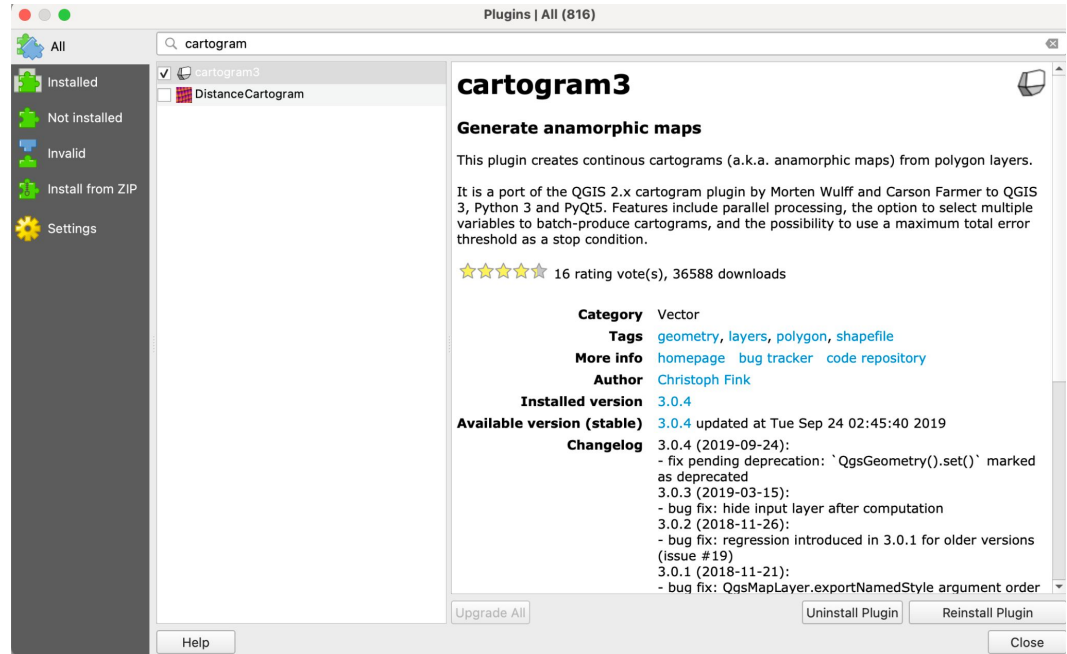 Plugins | All (816)
All
cartogram
Installed
Not installed
Invalid
Install from ZIP
Settings
cartogram3
DistanceCartogram
cartogram3
Generate anamorphic maps
This plugin creates continous cartograms (a.k.a. anamorphic maps) from polygon layers.
It is a port of the QGIS 2.x cartogram plugin by Morten Wulff and Carson Farmer to QGIS
3, Python 3 and PyQt5. Features include parallel processing, the option to select multiple
variables to batch-produce cartograms, and the possibility to use a maximum total error
threshold as a stop condition.
16 rating vote(s), 36588 downloads
Category Vector
Tags geometry, layers, polygon, shapefile
More info homepage bug tracker code repository
Author Christoph Fink
Installed version 3.0.4
Available version (stable) 3.0.4 updated at Tue Sep 24 02:45:40 2019
Changelog 3.0.4 (2019-09-24):
- fix pending deprecation: `QgsGeometry().set()` marked
as deprecated
3.0.3 (2019-03-15):
- bug fix: hide input layer after computation
3.0.2 (2018-11-26):
- bug fix: regression introduced in 3.0.1 for older versions
(issue #19)
3.0.1 (2018-11-21):
- bug fix: QgsMapLayer.exportNamedStyle argument order
Upgrade All
Uninstall Plugin
Reinstall Plugin
Help
Close